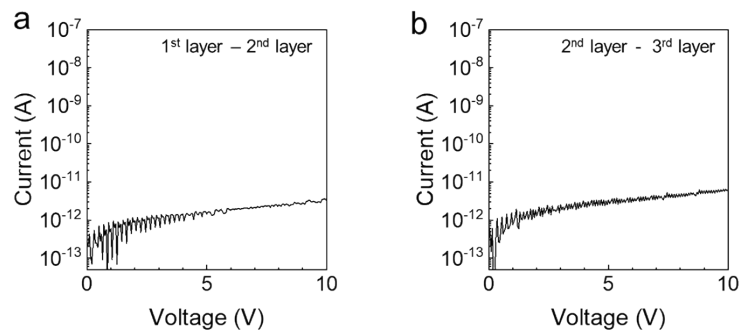 a
1st layer – 2nd layer
10-7
10-8
10-9
10-10
10-11
10-12
10-13
Current (A)
0
5
10
Voltage (V)
b
2nd layer - 3rd layer
10-7
10-8
10-9
10-10
10-11
10-12
10-13
Current (A)
0
5
10
Voltage (V)